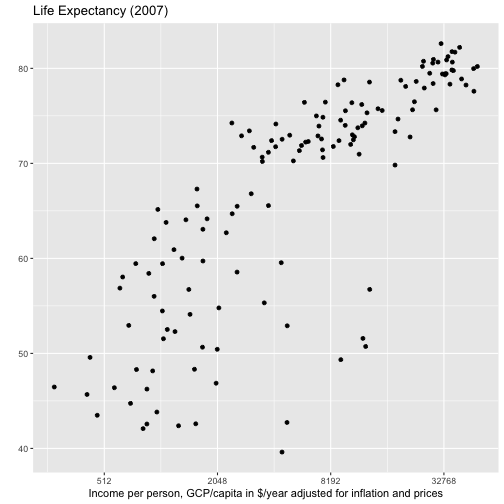 Life Expectancy (2007)
80
70
60
50
40
512 2048 8192 32768
Income per person, GCP/capita in $/year adjusted for inflation and prices